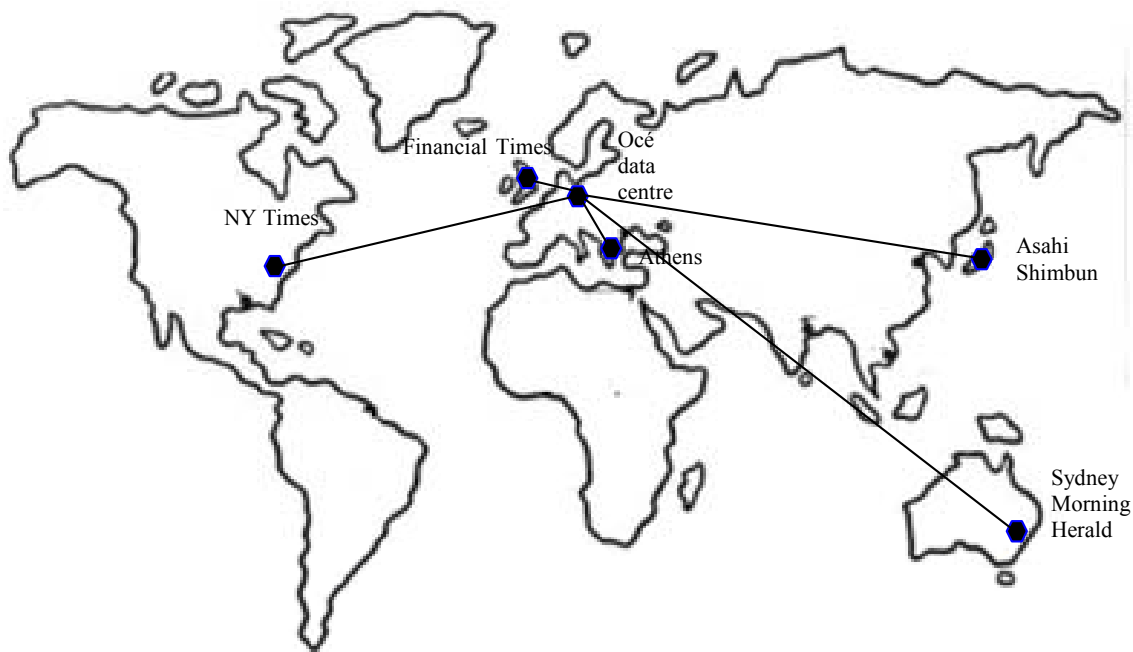 Financial Times
Océ
data
centre
NY Times
Athens
Asahi
Shimbun
Sydney
Morning
Herald